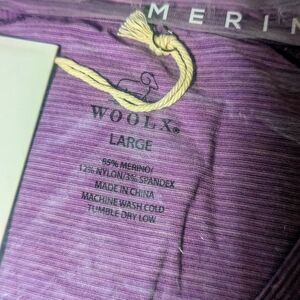 MERIN
WOOLX®
LARGE
85% MERINO/
12% NYLON/3% SPANDEX
MADE IN CHINA
MACHINE WASH COLD
TUMBLE DRY LOW